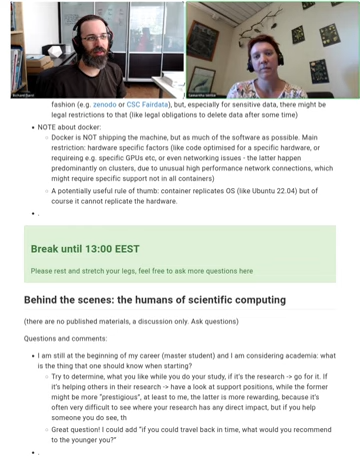 fashion (e.g. zenodo or CSC Fairdata), but, especially for sensitive data, there might be
legal restrictions to that (like legal obligations to delete data after some time)
NOTE about docker:
Docker is NOT shipping the machine, but as much of the software as possible. Main
restriction: hardware specific factors (like code optimised for a specific hardware, or
requireing e.g. specific GPUs etc, or even networking issues - the latter happen
predominantly on clusters, due to unusual high performance network connections, which
might require specific support not in all containers)
A potentially useful rule of thumb: container replicates OS (like Ubuntu 22.04) but of
course it cannot replicate the hardware.
.
Break until 13:00 EEST
Please rest and stretch your legs, feel free to ask more questions here
Behind the scenes: the humans of scientific computing
(there are no published materials, a discussion only. Ask questions)
Questions and comments:
I am still at the beginning of my career (master student) and I am considering academia: what
is the thing that one should know when starting?
Try to determine, what you like while you do your study, if it's the research -> go for it. If
it's helping others in their research -> have a look at support positions, while the former
might be more "prestigious", at least to me, the latter is more rewarding, because it's
often very difficult to see where your research has any direct impact, but if you help
someone you do see, th
Great question! I could add "if you could travel back in time, what would you recommend
to the younger you?"
.